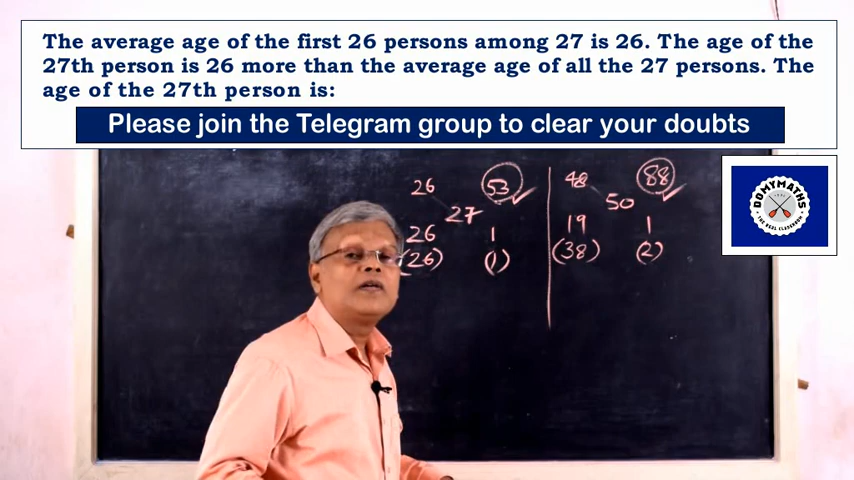 The average age of the first 26 persons among 27 is 26. The age of the
27th person is 26 more than the average age of all the 27 persons. The
age of the 27th person is:
Please join the Telegram group to clear your doubts
DOMYMATHS
THE REAL CLASSROOM
26 53
27
26 1
(26) (1)
48 88
50
19 1
(38) (2)